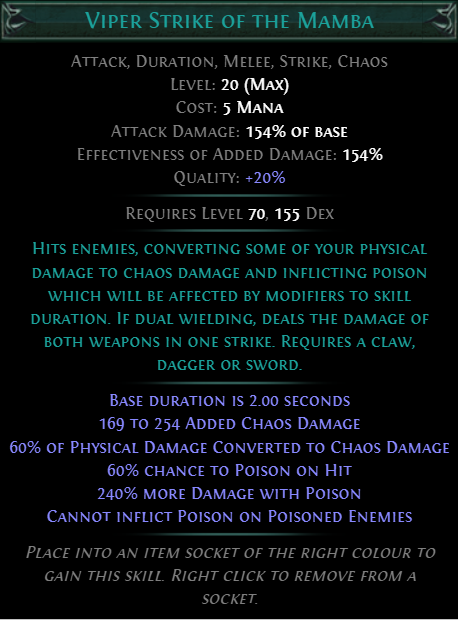 Viper Strike of the Mamba
Attack, Duration, Melee, Strike, Chaos
Level: 20 (Max)
Cost: 5 Mana
Attack Damage: 154% of base
Effectiveness of Added Damage: 154%
Quality: +20%
Requires Level 70, 155 Dex
Hits enemies, converting some of your physical
damage to chaos damage and inflicting poison
which will be affected by modifiers to skill
duration. If dual wielding, deals the damage of
both weapons in one strike. Requires a claw,
dagger or sword.
Base duration is 2.00 seconds
169 to 254 Added Chaos Damage
60% of Physical Damage Converted to Chaos Damage
60% chance to Poison on Hit
240% more Damage with Poison
Cannot inflict Poison on Poisoned Enemies
Place into an item socket of the right colour to
gain this skill. Right click to remove from a
socket.